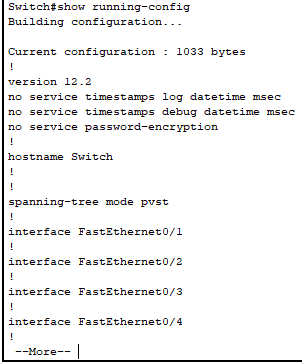 Switch#show running-config
Building configuration...

Current configuration : 1033 bytes
!
version 12.2
no service timestamps log datetime msec
no service timestamps debug datetime msec
no service password-encryption
!
hostname Switch
!
!
spanning-tree mode pvst
!
interface FastEthernet0/1
!
interface FastEthernet0/2
!
interface FastEthernet0/3
!
interface FastEthernet0/4
!
 --More--